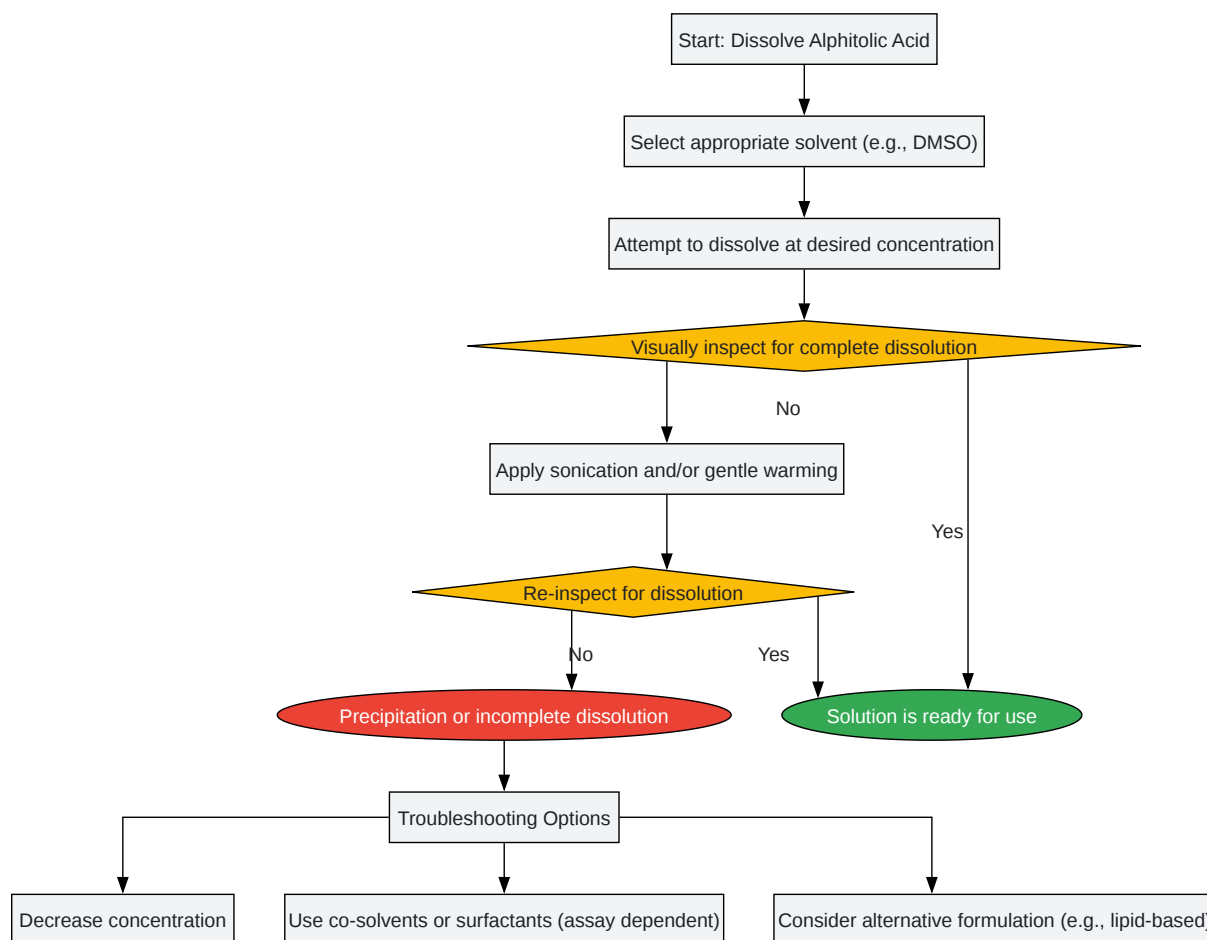 Start: Dissolve Alphitolic Acid
Select appropriate solvent (e.g., DMSO)
Attempt to dissolve at desired concentration
Visually inspect for complete dissolution
No
Apply sonication and/or gentle warming
Yes
Re-inspect for dissolution
No
Yes
Precipitation or incomplete dissolution
Solution is ready for use
Troubleshooting Options
Decrease concentration
Use co-solvents or surfactants (assay dependent)
Consider alternative formulation (e.g., lipid-based)